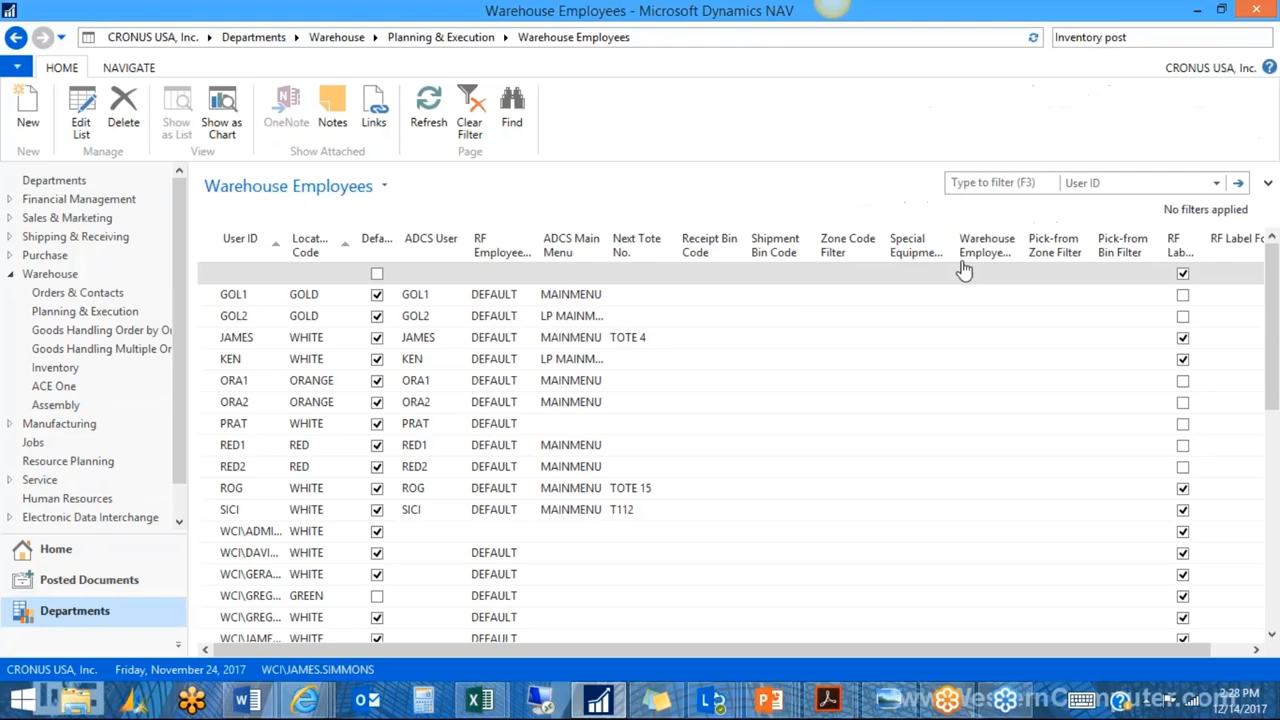 Warehouse Employees - Microsoft Dynamics NAV
CRONUS USA, Inc. Departments Warehouse Planning & Execution Warehouse Employees
Inventory post
HOME NAVIGATE
CRONUS USA, Inc.
New
Edit List
Delete
Show as List
Show as Chart
OneNote
Notes
Links
Refresh
Clear Filter
Find
New Manage View Show Attached Page
Departments
Financial Management
Sales & Marketing
Shipping & Receiving
Purchase
Warehouse
Orders & Contacts
Planning & Execution
Goods Handling Order by Or
Goods Handling Multiple Or
Inventory
ACE One
Assembly
Manufacturing
Jobs
Resource Planning
Service
Human Resources
Electronic Data Interchange
Home
Posted Documents
Departments
Warehouse Employees
Type to filter (F3) User ID
No filters applied
User ID Locat... Code Defa... ADCS User RF Employee... ADCS Main Menu Next Tote No. Receipt Bin Code Shipment Bin Code Zone Code Filter Special Equipme... Warehouse Employe... Pick-from Zone Filter Pick-from Bin Filter RF Lab... RF Label Fo
GOL1 GOLD GOL1 DEFAULT MAINMENU
GOL2 GOLD GOL2 DEFAULT LP MAINM...
JAMES WHITE JAMES DEFAULT MAINMENU TOTE 4
KEN WHITE KEN DEFAULT LP MAINM...
ORA1 ORANGE ORA1 DEFAULT MAINMENU
ORA2 ORANGE ORA2 DEFAULT MAINMENU
PRAT WHITE PRAT DEFAULT
RED1 RED RED1 DEFAULT MAINMENU
RED2 RED RED2 DEFAULT MAINMENU
ROG WHITE ROG DEFAULT MAINMENU TOTE 15
SICI WHITE SICI DEFAULT MAINMENU T112
WCI\ADMI... WHITE
WCI\DAVI... WHITE DEFAULT
WCI\GERA... WHITE DEFAULT
WCI\GREG... GREEN DEFAULT
WCI\GREG... WHITE DEFAULT
WCI\JAME... WHITE DEFAULT
CRONUS USA, Inc. Friday, November 24, 2017 WCI\JAMES.SIMMONS
2:28 PM
12/14/2017